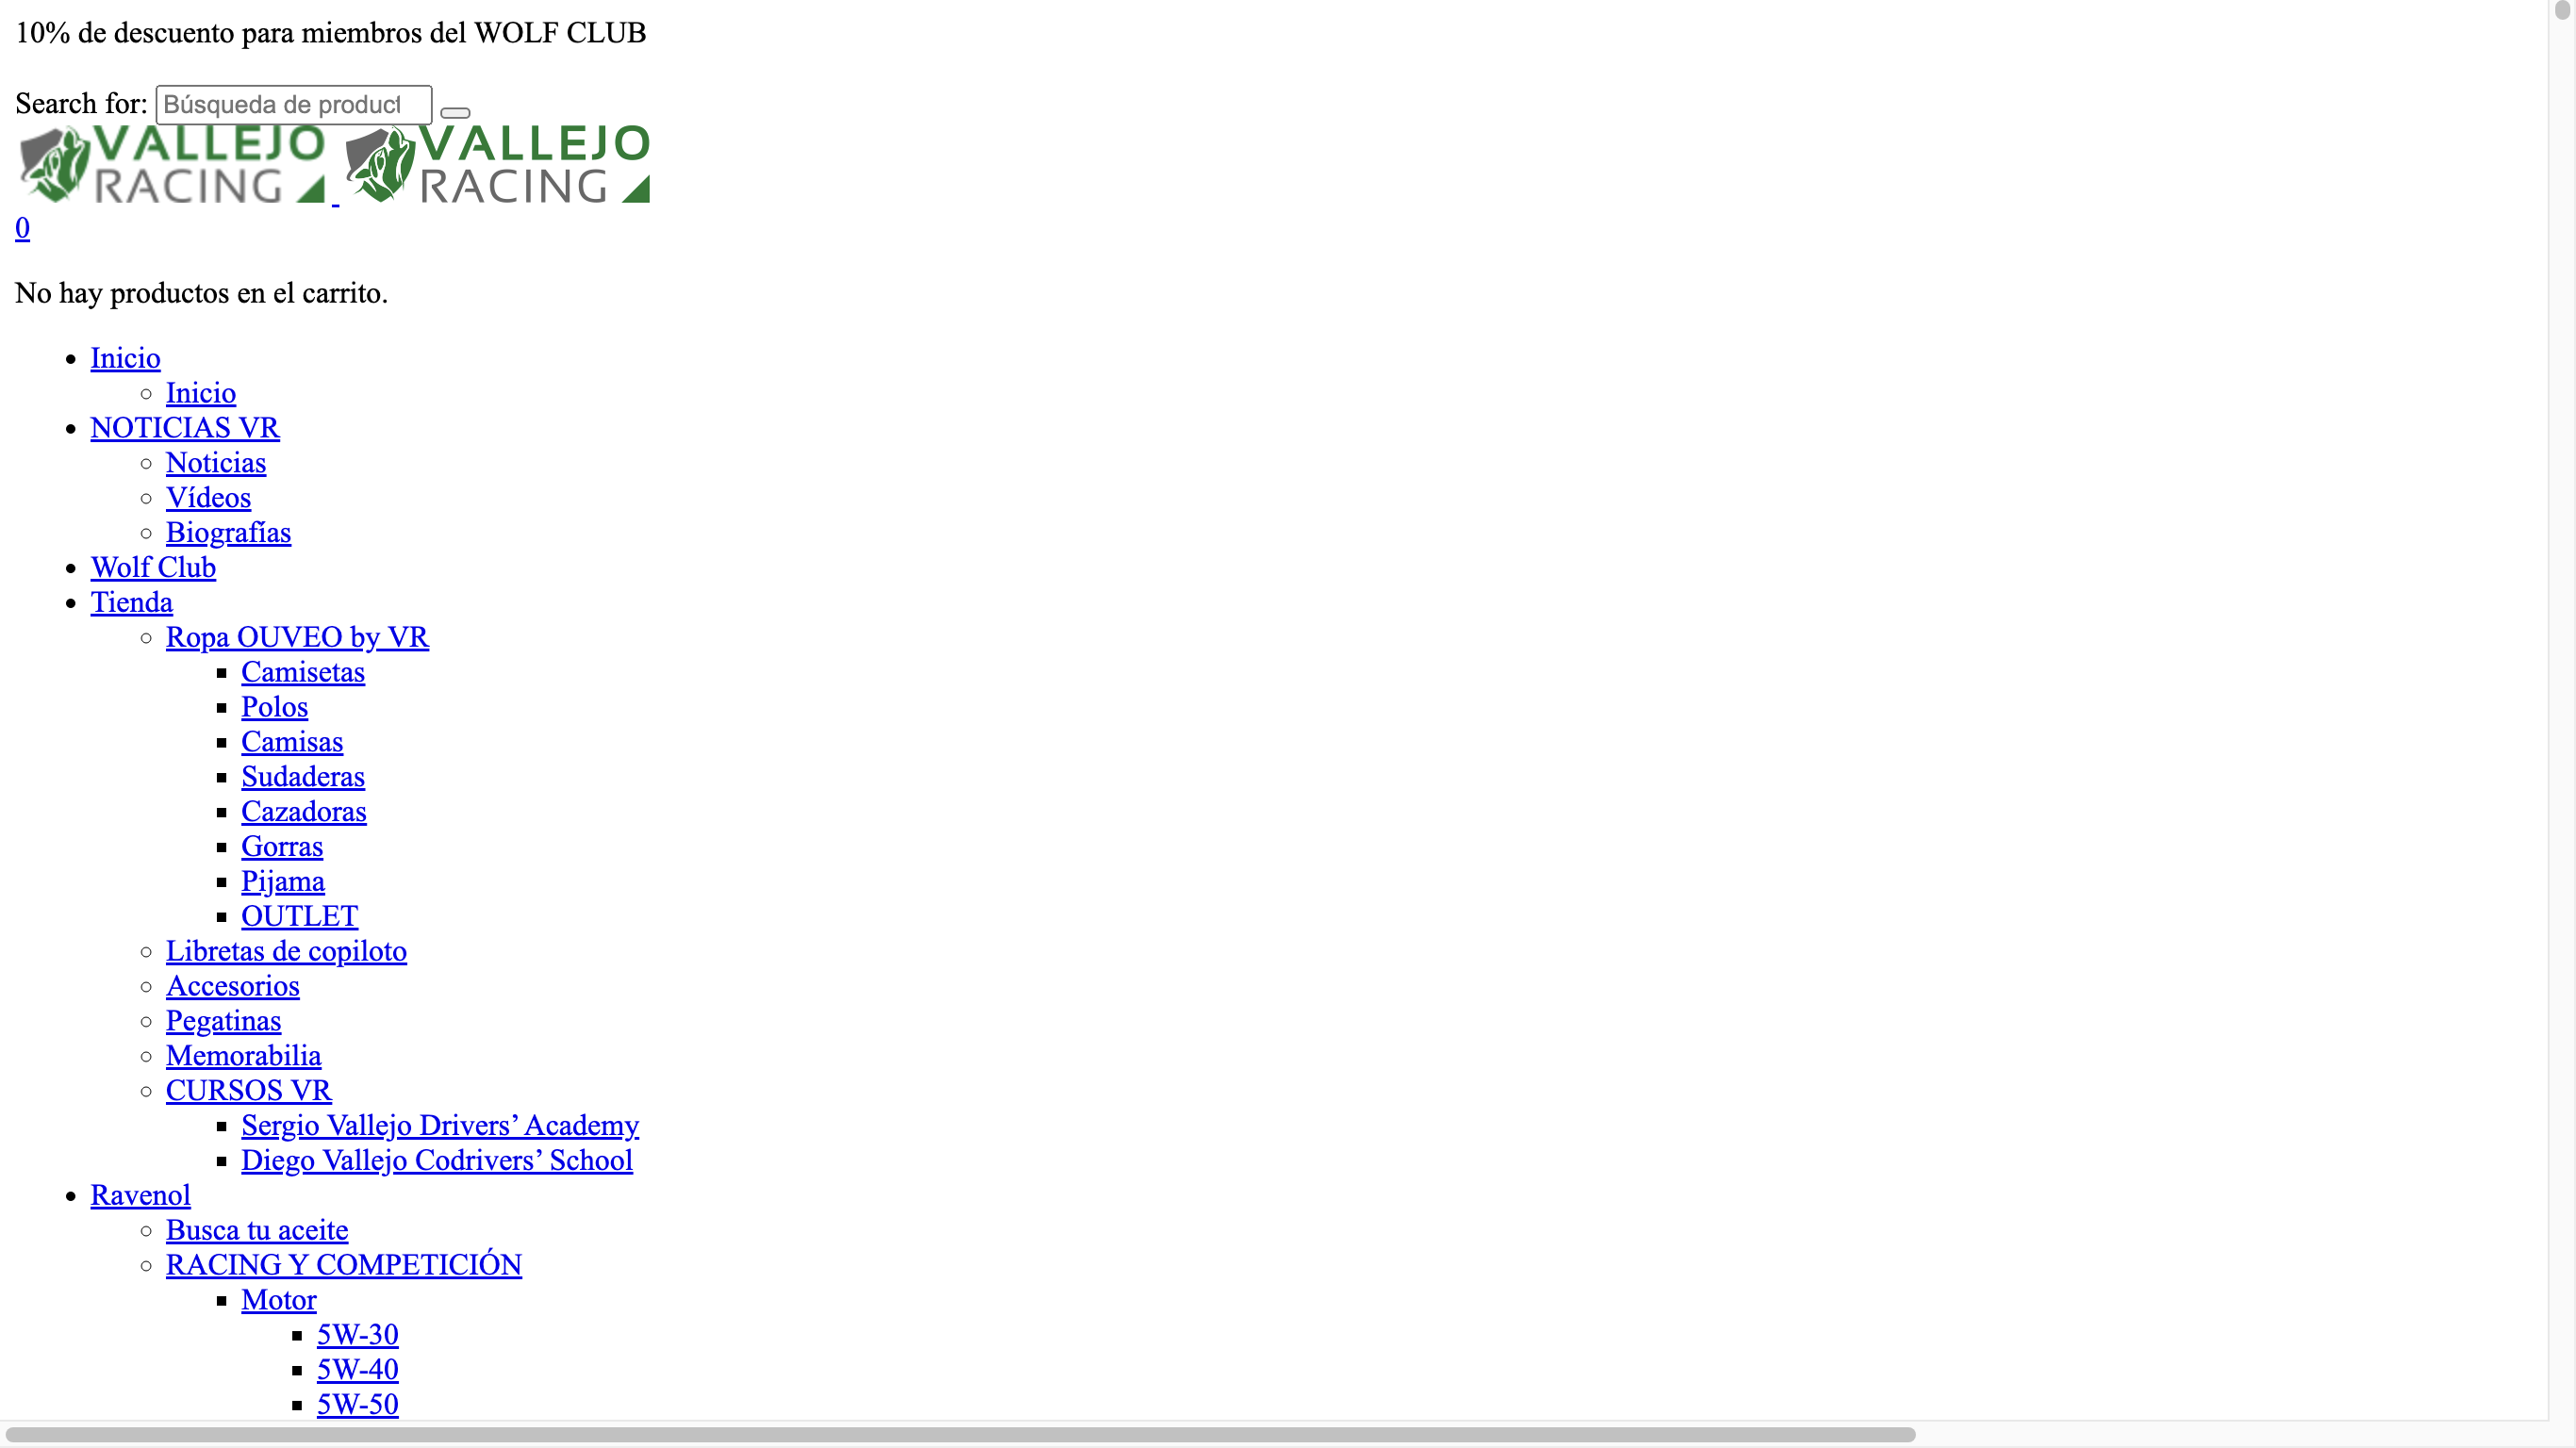 10% de descuento para miembros del WOLF CLUB
Search for: Búsqueda de product
VALLEJO RACING VALLEJO RACING
0
No hay productos en el carrito.
Inicio
Inicio
NOTICIAS VR
Noticias
Vídeos
Biografías
Wolf Club
Tienda
Ropa OUVEO by VR
Camisetas
Polos
Camisas
Sudaderas
Cazadoras
Gorras
Pijama
OUTLET
Libretas de copiloto
Accesorios
Pegatinas
Memorabilia
CURSOS VR
Sergio Vallejo Drivers’ Academy
Diego Vallejo Codrivers’ School
Ravenol
Busca tu aceite
RACING Y COMPETICIÓN
Motor
5W-30
5W-40
5W-50